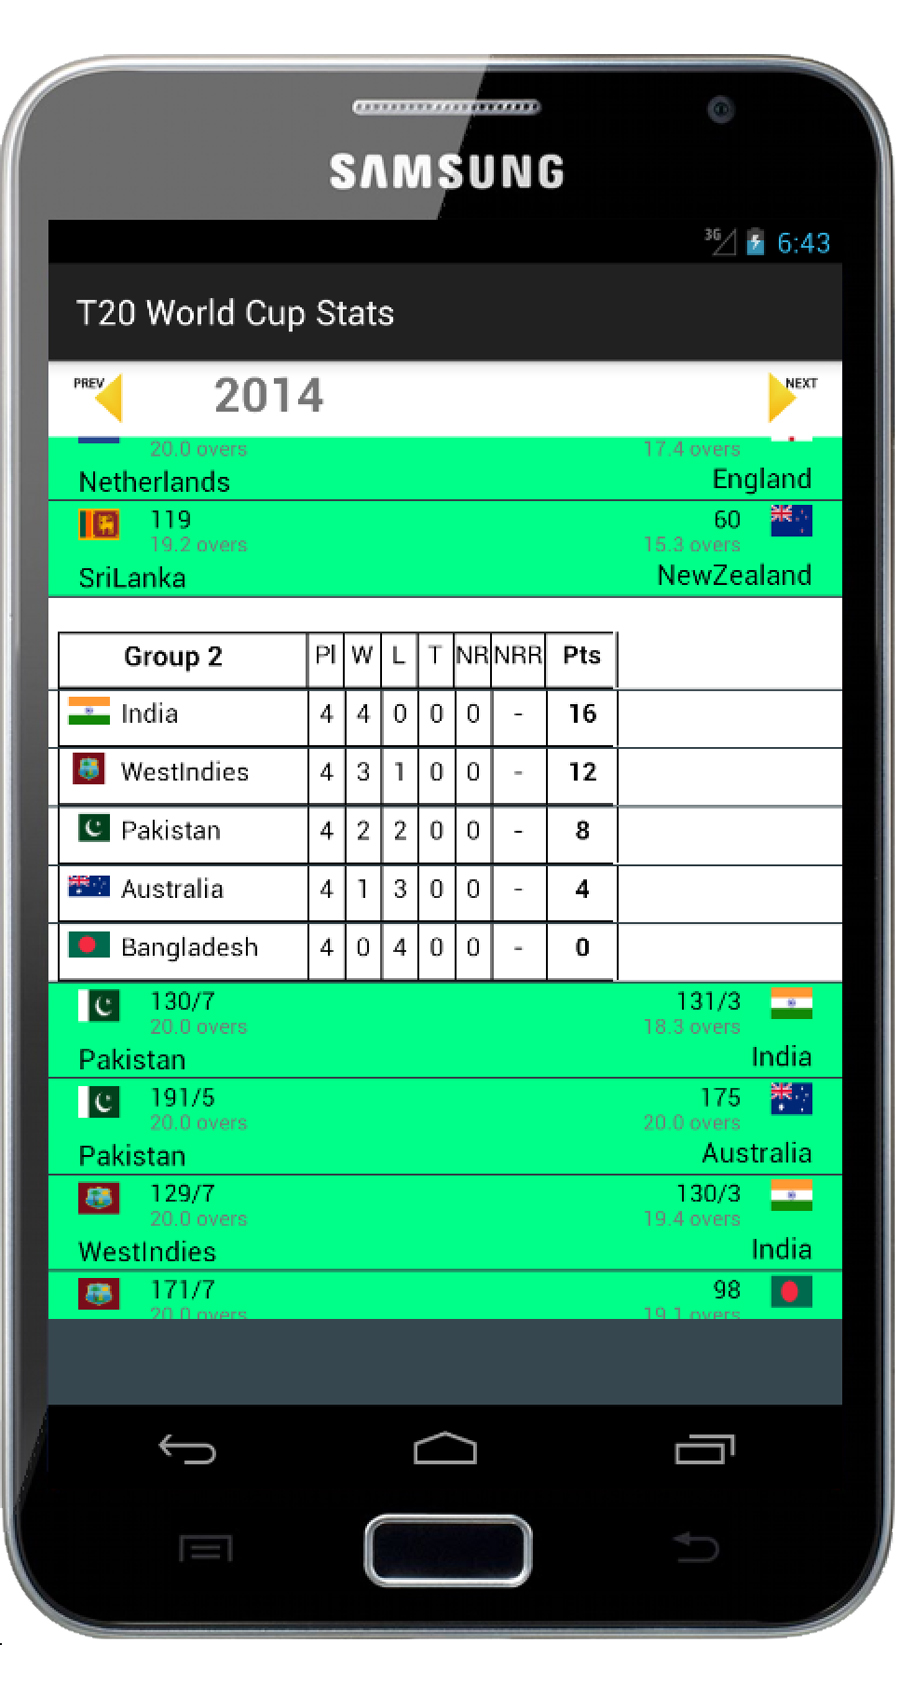 SAMSUNG
3G 6:43
T20 World Cup Stats
PREV 2014 NEXT
20.0 overs 17.4 overs
Netherlands England
119 60
19.2 overs 15.3 overs
SriLanka NewZealand
Group 2 Pl W L T NR NRR Pts
India 4 4 0 0 0 - 16
WestIndies 4 3 1 0 0 - 12
Pakistan 4 2 2 0 0 - 8
Australia 4 1 3 0 0 - 4
Bangladesh 4 0 4 0 0 - 0
130/7 131/3
20.0 overs 18.3 overs
Pakistan India
191/5 175
20.0 overs 20.0 overs
Pakistan Australia
129/7 130/3
20.0 overs 19.4 overs
WestIndies India
171/7 98
20.0 overs 19.1 overs